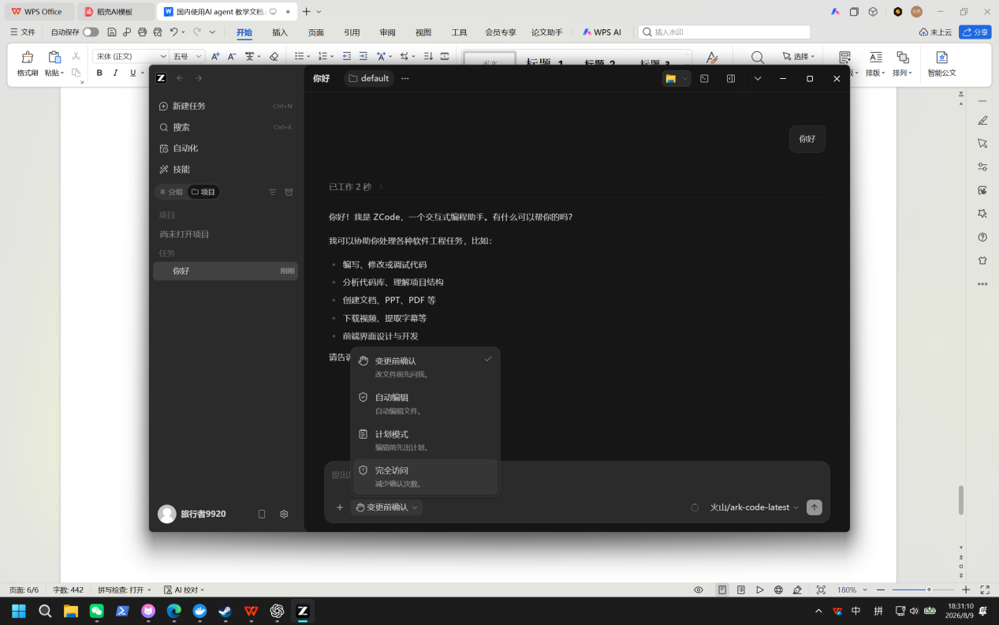 WPS Office
稻壳AI模板
国内使用AI agent 教学文档.
文件
自动保存
开始
插入
页面
引用
审阅
视图
工具
会员专享
论文助手
WPS AI
插入水印
未上云
分享
格式刷
粘贴
宋体 (正文)
五号
B I U
正文
标题 1
标题 2
标题 3
选择
排版
排列
智能公文
新建任务
Ctrl+N
搜索
Ctrl+K
自动化
技能
# 分组
项目
项目
尚未打开项目
任务
你好
刚刚
旅行者9920
你好
default
你好
已工作 2 秒
你好！我是 ZCode，一个交互式编程助手。有什么可以帮你的吗？
我可以协助你处理各种软件工程任务，比如：
编写、修改或调试代码
分析代码库、理解项目结构
创建文档、PPT、PDF 等
下载视频、提取字幕等
前端界面设计与开发
请告
变更前确认
改文件前先问我。
自动编辑
自动编辑文件。
计划模式
编辑前先出计划。
完全访问
减少确认次数。
提出
变更前确认
火山/ark-code-latest
页面: 6/6
字数: 442
拼写检查: 打开
AI 校对
180%
中
拼
18:31:10
2026/8/9